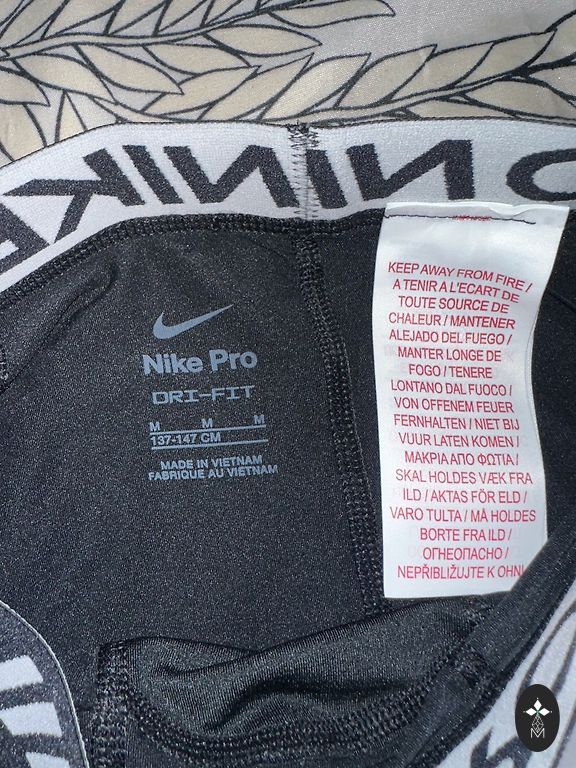 Nike Pro
DRI-FIT
M M M
137-147 CM
MADE IN VIETNAM
FABRIQUE AU VIETNAM
KEEP AWAY FROM FIRE /
A TENIR A L'ECART DE
TOUTE SOURCE DE
CHALEUR / MANTENER
ALEJADO DEL FUEGO /
MANTER LONGE DE
FOGO / TENERE
LONTANO DAL FUOCO /
VON OFFENEM FEUER
FERNHALTEN / NIET BIJ
VUUR LATEN KOMEN /
ΜΑΚΡΙΑ ΑΠΟ ΦΩΤΙΑ /
SKAL HOLDES VÆK FRA
ILD / AKTAS FÖR ELD /
VARO TULTA / MÅ HOLDES
BORTE FRA ILD /
ОГНЕОПАСНО /
NEPŘIBLIŽUJTE K OHNI